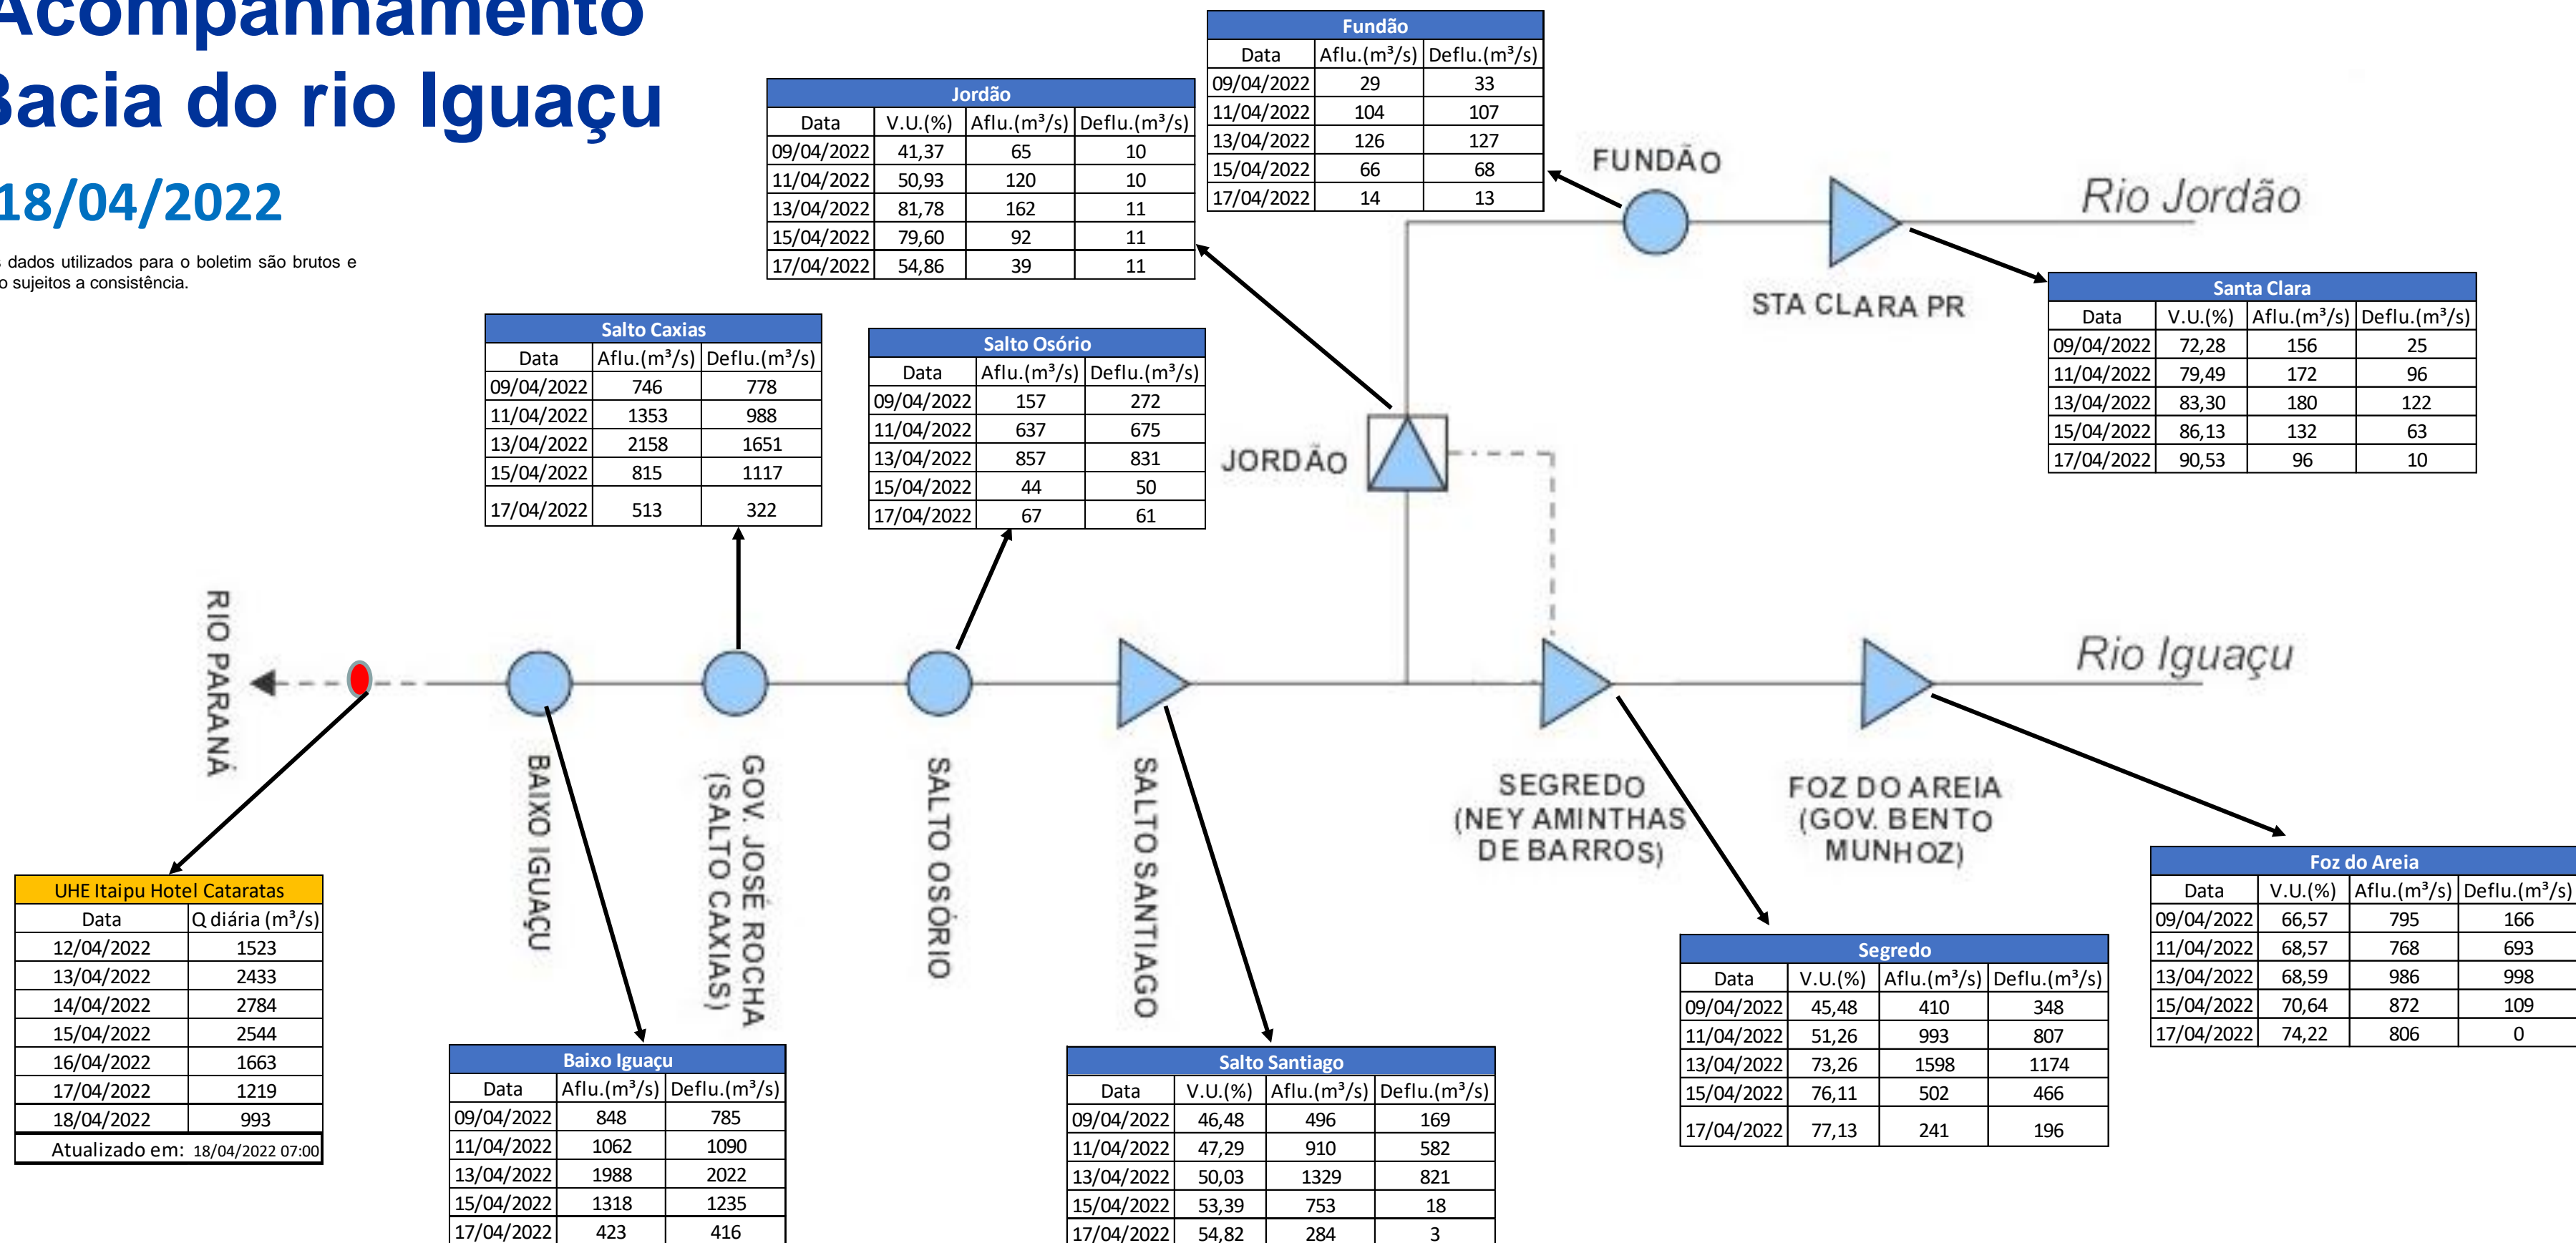 Acompanhamento
Bacia do rio Iguaçu
18/04/2022
s dados utilizados para o boletim são brutos e
o sujeitos a consistência.
Fundão
Data Aflu.(m³/s) Deflu.(m³/s)
09/04/2022 29 33
11/04/2022 104 107
13/04/2022 126 127
15/04/2022 66 68
17/04/2022 14 13
Jordão
Data V.U.(%) Aflu.(m³/s) Deflu.(m³/s)
09/04/2022 41,37 65 10
11/04/2022 50,93 120 10
13/04/2022 81,78 162 11
15/04/2022 79,60 92 11
17/04/2022 54,86 39 11
FUNDÃO
Rio Jordão
STA CLARA PR
Santa Clara
Data V.U.(%) Aflu.(m³/s) Deflu.(m³/s)
09/04/2022 72,28 156 25
11/04/2022 79,49 172 96
13/04/2022 83,30 180 122
15/04/2022 86,13 132 63
17/04/2022 90,53 96 10
Salto Caxias
Data Aflu.(m³/s) Deflu.(m³/s)
09/04/2022 746 778
11/04/2022 1353 988
13/04/2022 2158 1651
15/04/2022 815 1117
17/04/2022 513 322
Salto Osório
Data Aflu.(m³/s) Deflu.(m³/s)
09/04/2022 157 272
11/04/2022 637 675
13/04/2022 857 831
15/04/2022 44 50
17/04/2022 67 61
JORDÃO
RIO PARANÁ
Rio Iguaçu
BAIXO IGUAÇU
GOV. JOSÉ ROCHA
(SALTO CAXIAS)
SALTO OSÓRIO
SALTO SANTIAGO
SEGREDO
(NEY AMINTHAS
DE BARROS)
FOZ DO AREIA
(GOV. BENTO
MUNHOZ)
UHE Itaipu Hotel Cataratas
Data Q diária (m³/s)
12/04/2022 1523
13/04/2022 2433
14/04/2022 2784
15/04/2022 2544
16/04/2022 1663
17/04/2022 1219
18/04/2022 993
Atualizado em: 18/04/2022 07:00
Baixo Iguaçu
Data Aflu.(m³/s) Deflu.(m³/s)
09/04/2022 848 785
11/04/2022 1062 1090
13/04/2022 1988 2022
15/04/2022 1318 1235
17/04/2022 423 416
Salto Santiago
Data V.U.(%) Aflu.(m³/s) Deflu.(m³/s)
09/04/2022 46,48 496 169
11/04/2022 47,29 910 582
13/04/2022 50,03 1329 821
15/04/2022 53,39 753 18
17/04/2022 54,82 284 3
Segredo
Data V.U.(%) Aflu.(m³/s) Deflu.(m³/s)
09/04/2022 45,48 410 348
11/04/2022 51,26 993 807
13/04/2022 73,26 1598 1174
15/04/2022 76,11 502 466
17/04/2022 77,13 241 196
Foz do Areia
Data V.U.(%) Aflu.(m³/s) Deflu.(m³/s)
09/04/2022 66,57 795 166
11/04/2022 68,57 768 693
13/04/2022 68,59 986 998
15/04/2022 70,64 872 109
17/04/2022 74,22 806 0